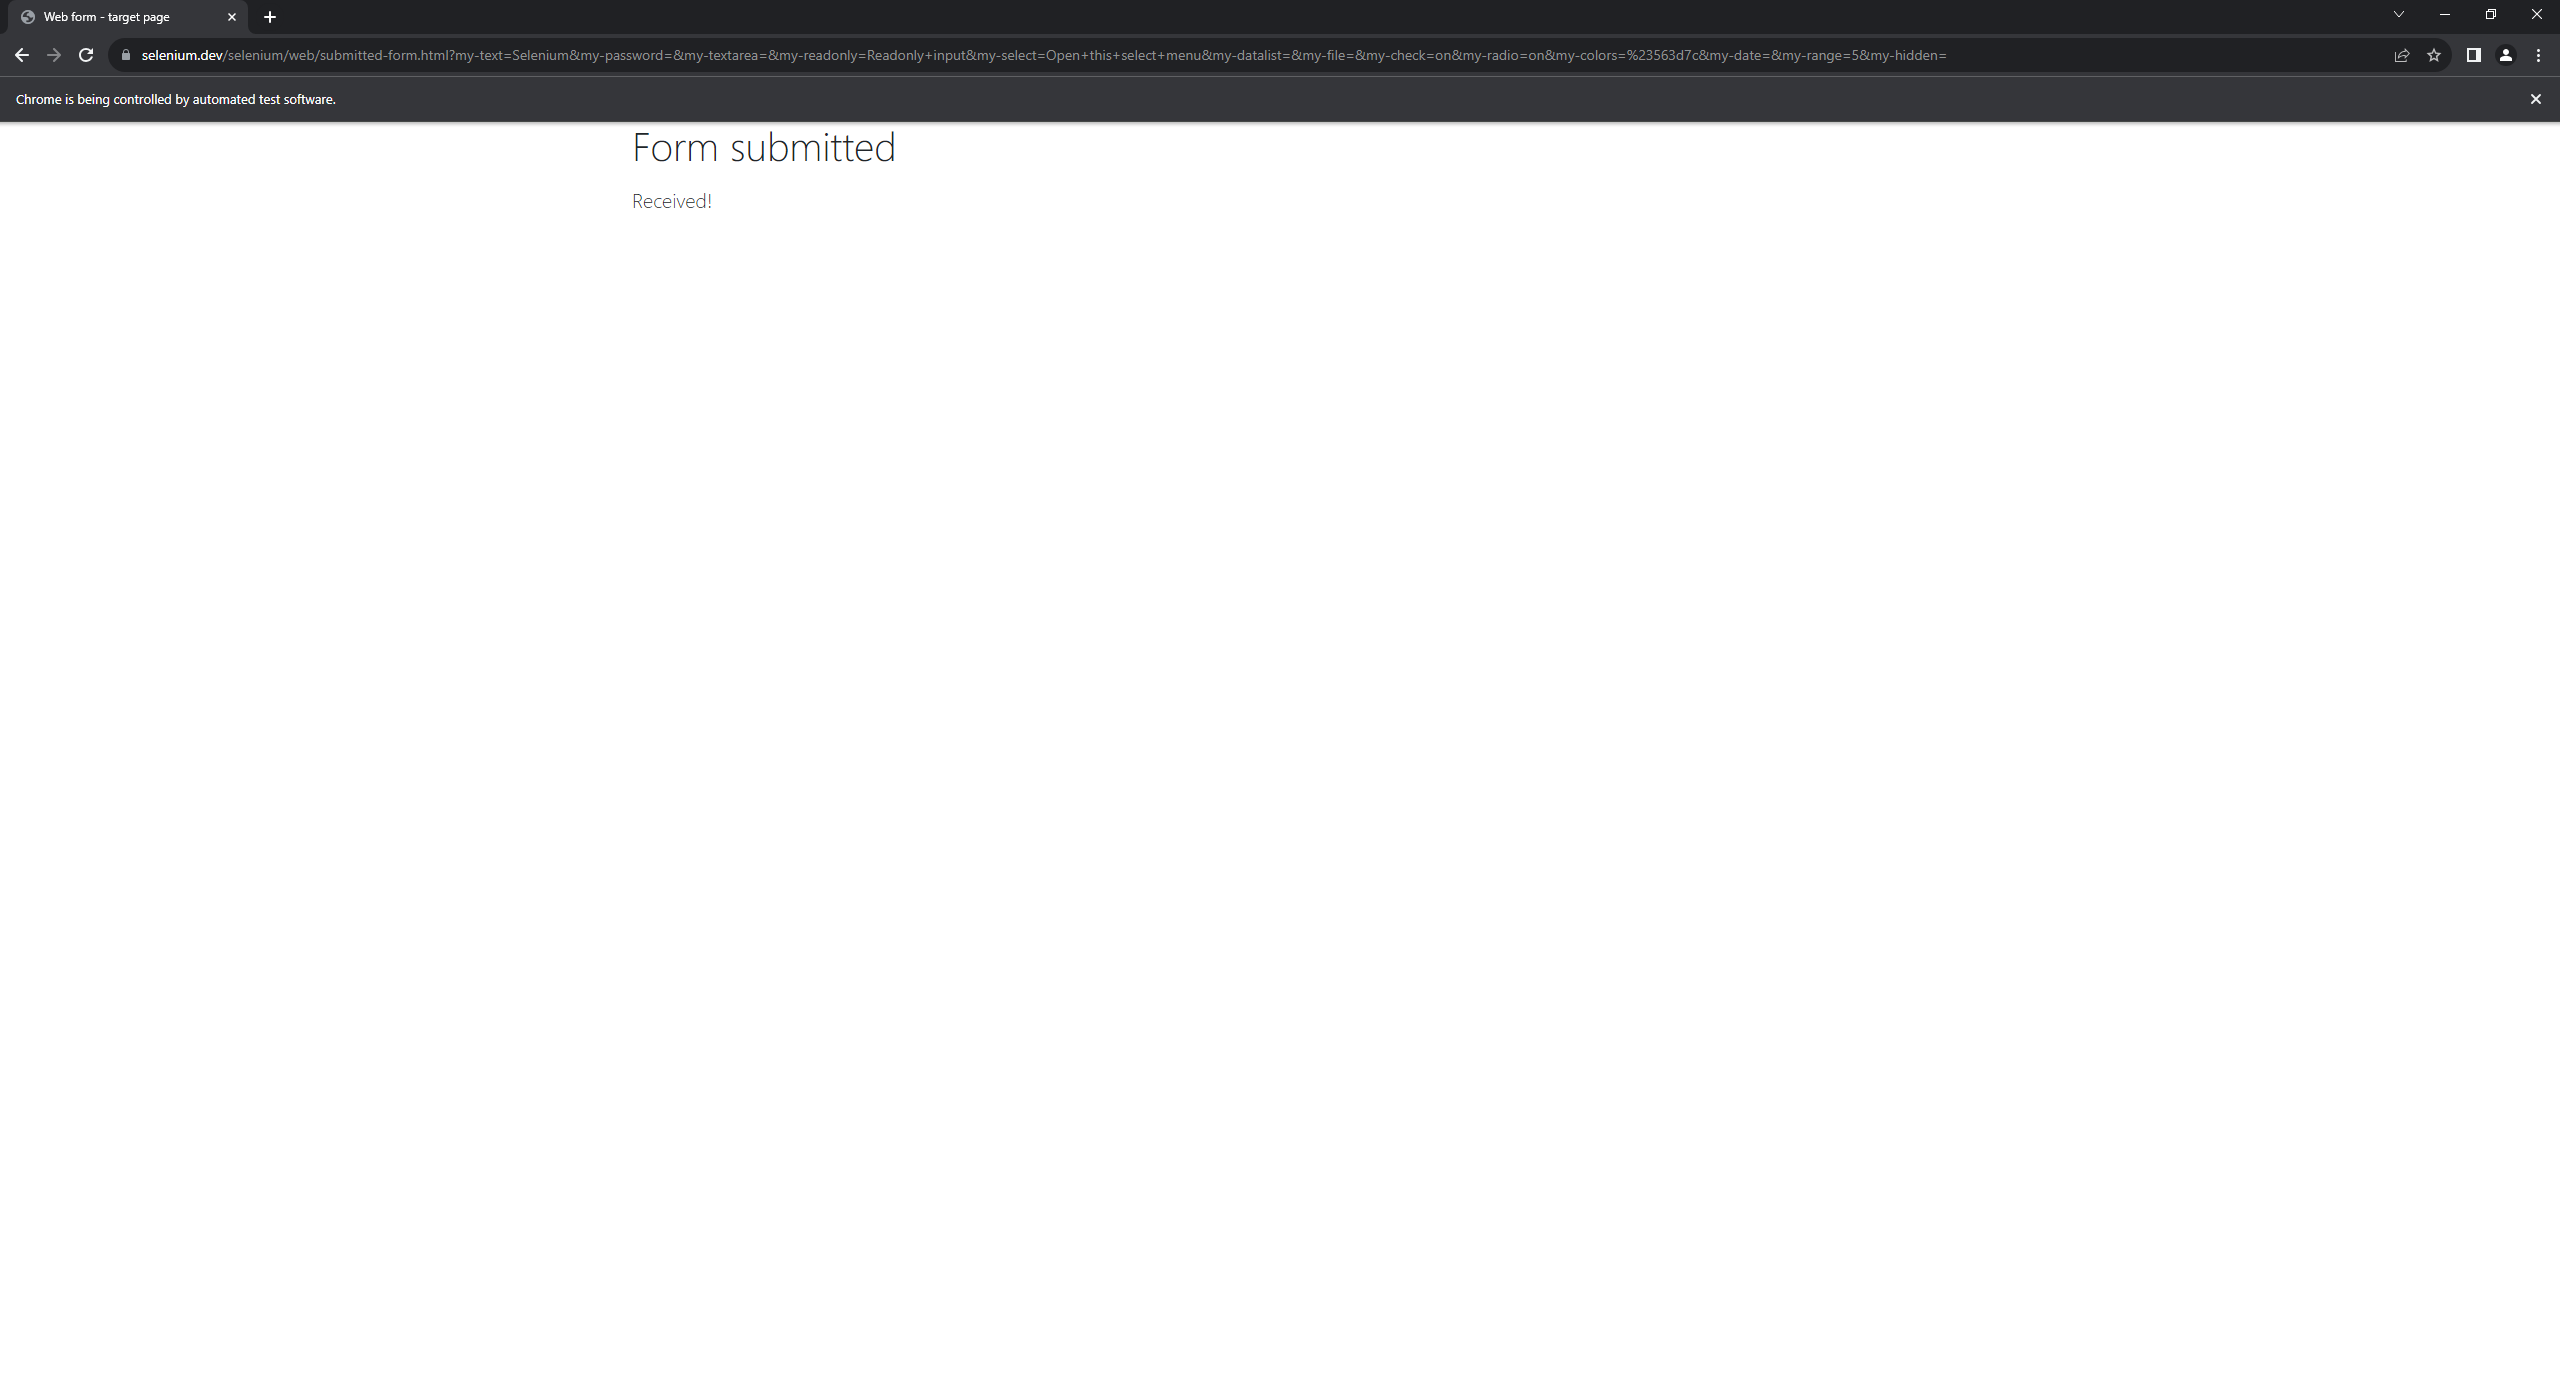 Web form - target page
selenium.dev/selenium/web/submitted-form.html?my-text=Selenium&my-password=&my-textarea=&my-readonly=Readonly+input&my-select=Open+this+select+menu&my-datalist=&my-file=&my-check=on&my-radio=on&my-colors=%23563d7c&my-date=&my-range=5&my-hidden=
Chrome is being controlled by automated test software.
Form submitted
Received!